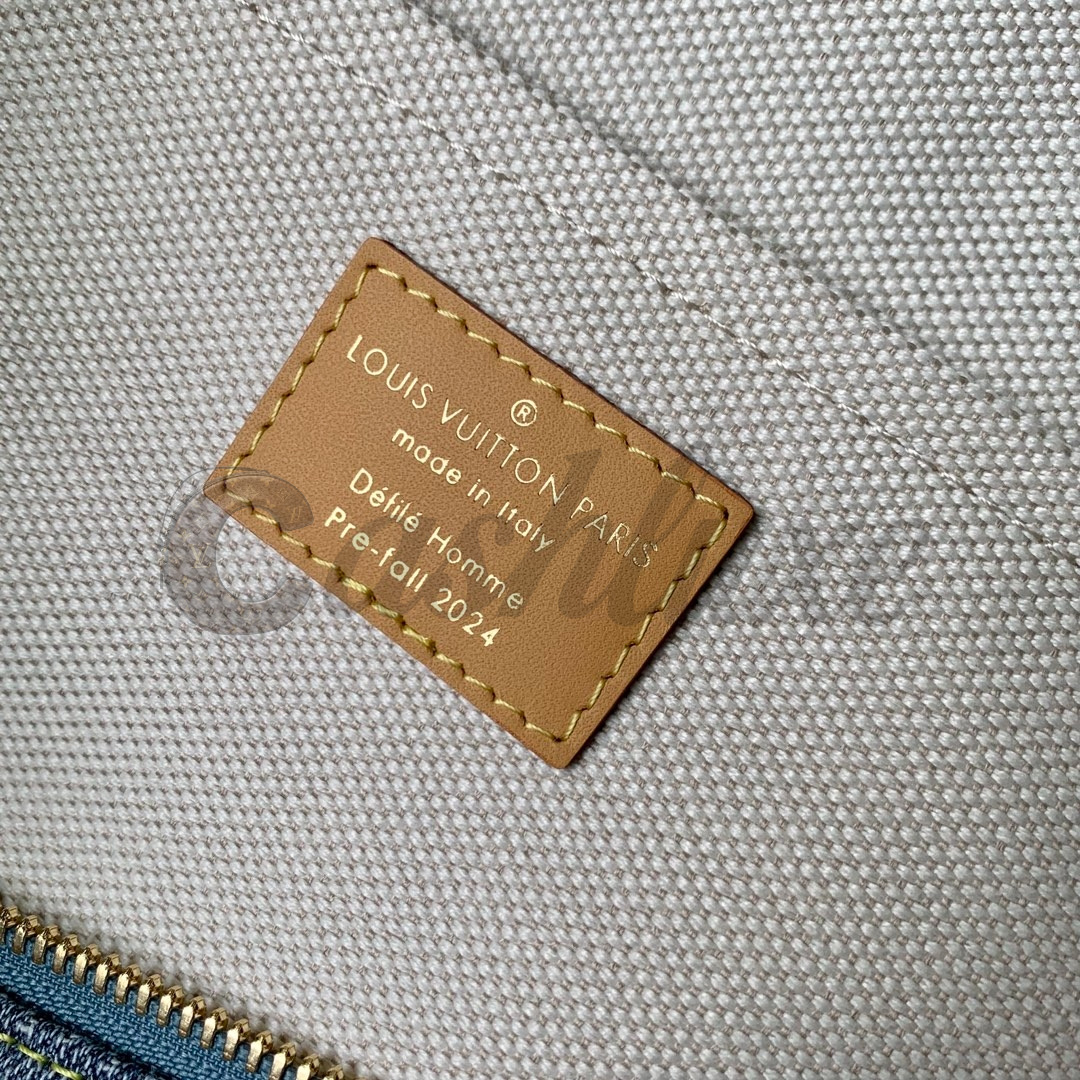 LOUIS VUITTON PARIS
®
made in Italy
Défilé Homme
Pre-fall 2024